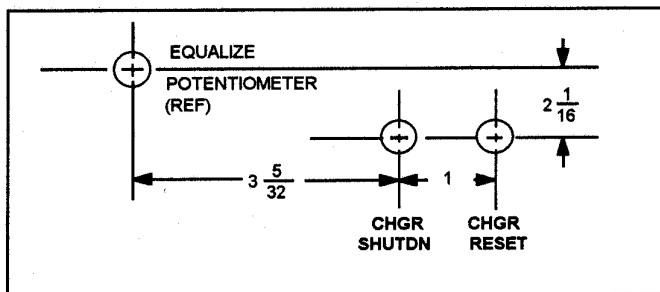 EQUALIZE
POTENTIOMETER
(REF)
2 1/16
3 5/32
1
CHGR SHUTDN
CHGR RESET